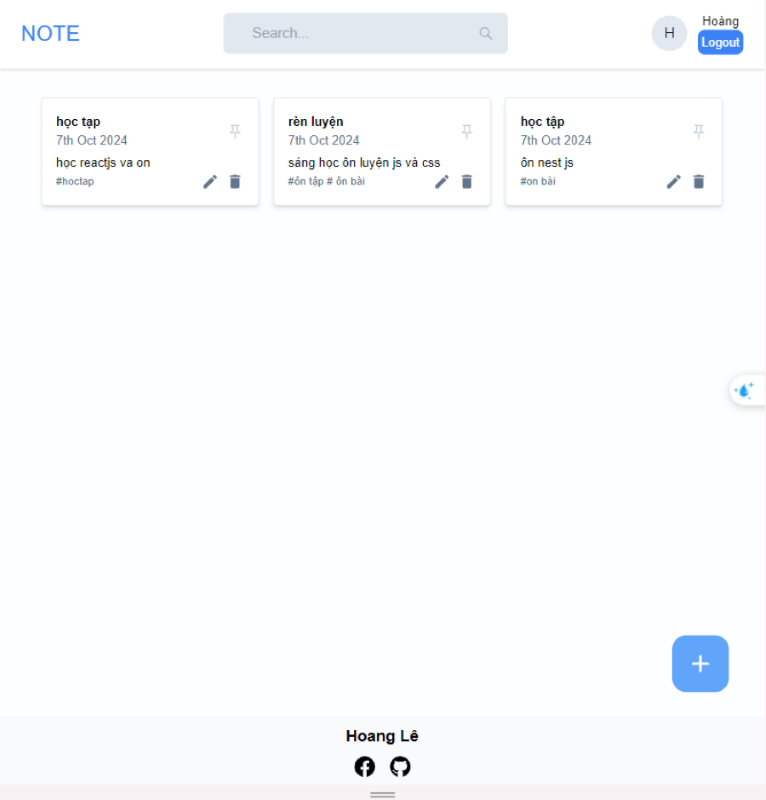 NOTE
Search...
H
Hoàng
Logout
học tạp
7th Oct 2024
học reactjs va on
#hoctap
rèn luyện
7th Oct 2024
sáng học ôn luyện js và css
#ôn tập # ôn bài
học tập
7th Oct 2024
ôn nest js
#on bài
Hoang Lê